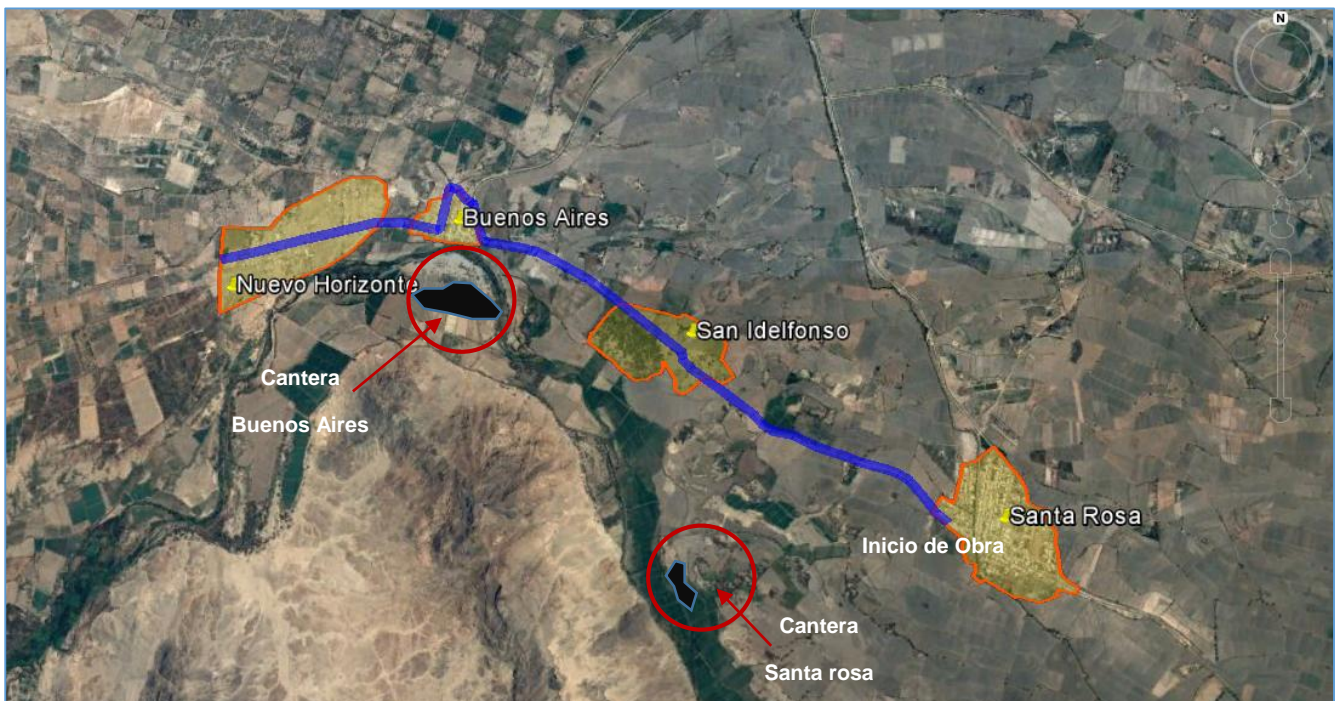 N
Buenos Aires
Nuevo Horizonte
San Idelfonso
Cantera
Buenos Aires
Santa Rosa
Inicio de Obra
Cantera
Santa rosa